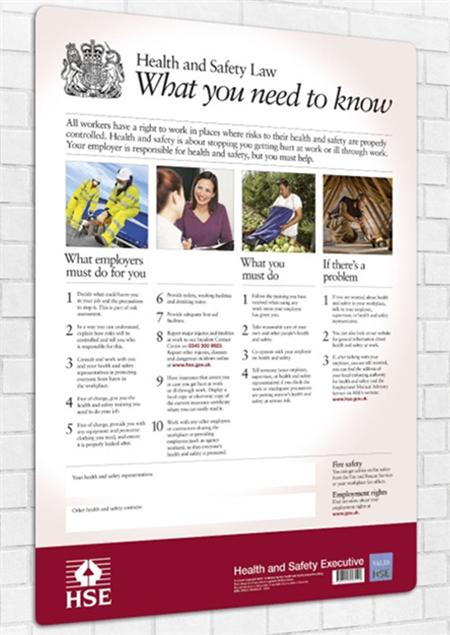 Health and Safety Law
What you need to know
All workers have a right to work in places where risks to their health and safety are properly
controlled. Health and safety is about stopping you getting hurt at work or ill through work.
Your employer is responsible for health and safety, but you must help.
What employers
must do for you
1 Decide what could harm you
in your job and the precautions
to stop it. This is part of risk
assessment.
2 In a way you can understand,
explain how risks will be
controlled and tell you who
is responsible for this.
3 Consult and work with you
and your health and safety
representatives in protecting
everyone from harm in
the workplace.
4 Free of charge, give you the
health and safety training you
need to do your job.
5 Free of charge, provide you with
any equipment and protective
clothing you need, and ensure
it is properly looked after.
6 Provide toilets, washing facilities
and drinking water.
7 Provide adequate first-aid
facilities.
8 Report major injuries and fatalities
at work to our Incident Contact
Centre on 0345 300 9923.
Report other injuries, diseases
and dangerous incidents online
at www.hse.gov.uk.
9 Have insurance that covers you
in case you get hurt at work
or ill through work. Display a
hard copy or electronic copy of
the current insurance certificate
where you can easily read it.
10 Work with any other employers
or contractors sharing the
workplace or providing
employees (such as agency
workers), so that everyone's
health and safety is protected.
What you
must do
1 Follow the training you have
received when using any
work items your employer
has given you.
2 Take reasonable care of your
own and other people's health
and safety.
3 Co-operate with your employer
on health and safety.
4 Tell someone (your employer,
supervisor, or health and safety
representative) if you think the
work or inadequate precautions
are putting anyone's health and
safety at serious risk.
If there's a
problem
1 If you are worried about
health and safety in your
workplace, talk to your employer,
supervisor, or health and safety
representative.
2 You can also look at our website
for general information about
health and safety at work.
3 If, after talking with your
employer, you are still worried,
you can find the address of
your local enforcing authority
for health and safety and the
Employment Medical Advisory
Service via HSE's website:
www.hse.gov.uk
Fire safety
You can get advice on fire safety
from the Fire and Rescue Services
or your workplace fire officer.
Employment rights
Find out more about your
employment rights at
www.gov.uk
Your health and safety representatives:
Other health and safety contacts:
HSE
Health and Safety Executive
VALID
HSE